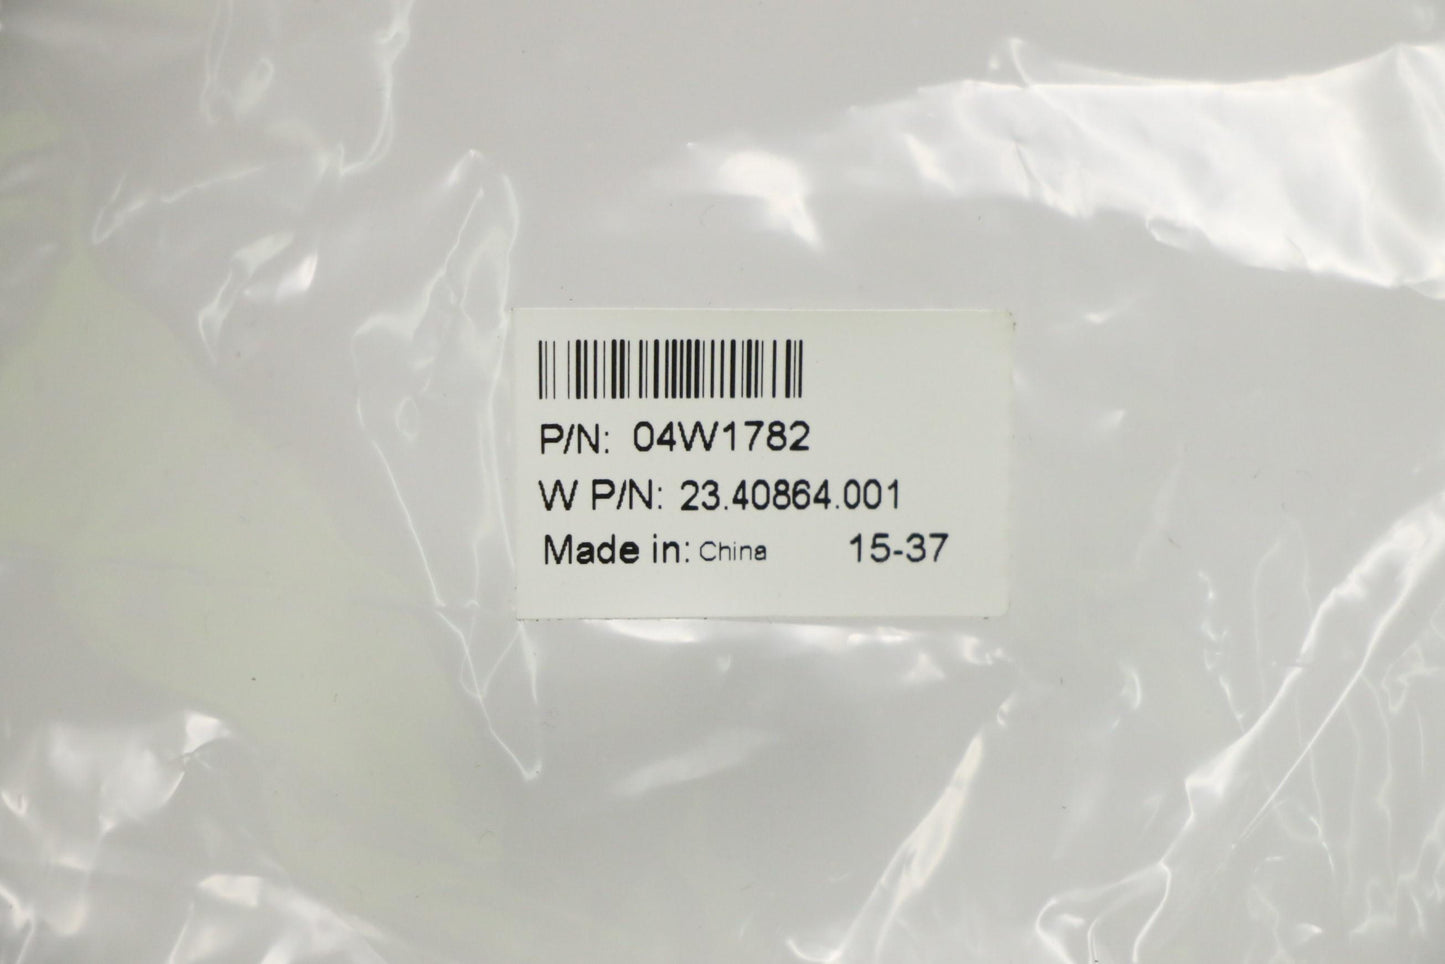 P/N: 04W1782
W P/N: 23.40864.001
Made in: China 15-37